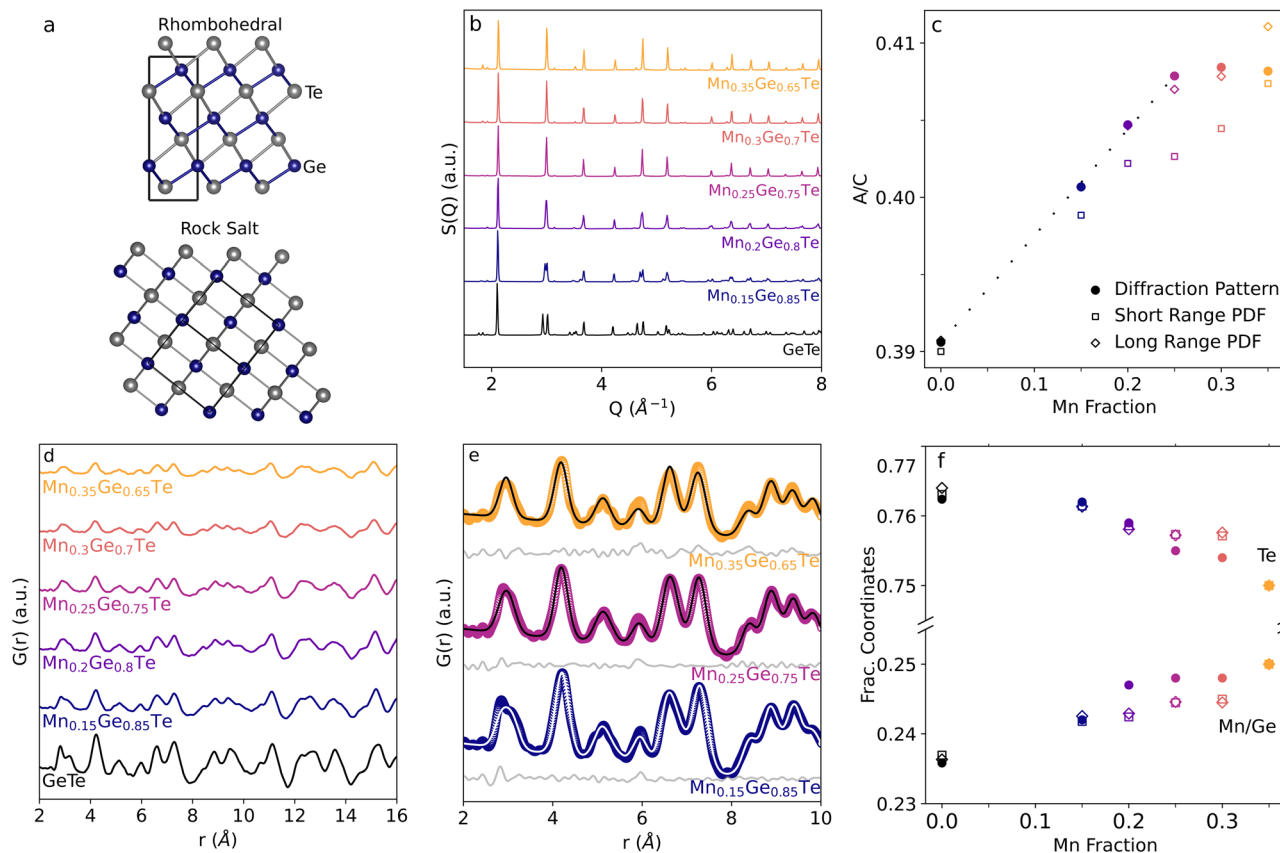 a
Rhombohedral
Te
Ge
Rock Salt
b
S(Q) (a.u.)
Mn0.35Ge0.65Te
Mn0.3Ge0.7Te
Mn0.25Ge0.75Te
Mn0.2Ge0.8Te
Mn0.15Ge0.85Te
GeTe
2 4 6 8
Q (Å−1)
c
A/C
0.41
0.40
0.39
Diffraction Pattern
Short Range PDF
Long Range PDF
0.0 0.1 0.2 0.3
Mn Fraction
d
G(r) (a.u.)
Mn0.35Ge0.65Te
Mn0.3Ge0.7Te
Mn0.25Ge0.75Te
Mn0.2Ge0.8Te
Mn0.15Ge0.85Te
GeTe
2 4 6 8 10 12 14 16
r (Å)
e
G(r) (a.u.)
Mn0.35Ge0.65Te
Mn0.25Ge0.75Te
Mn0.15Ge0.85Te
2 4 6 8 10
r (Å)
f
Frac. Coordinates
0.77
0.76
0.75
0.25
0.24
0.23
Te
Mn/Ge
0.0 0.1 0.2 0.3
Mn Fraction